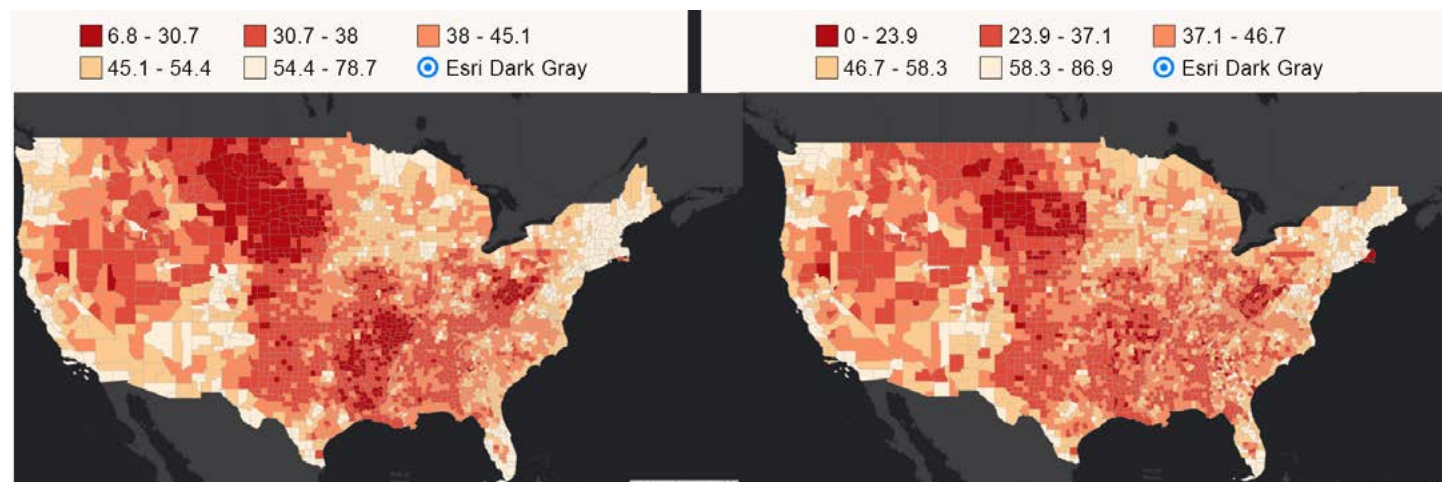 6.8 - 30.7 30.7 - 38 38 - 45.1
45.1 - 54.4 54.4 - 78.7 Esri Dark Gray
0 - 23.9 23.9 - 37.1 37.1 - 46.7
46.7 - 58.3 58.3 - 86.9 Esri Dark Gray